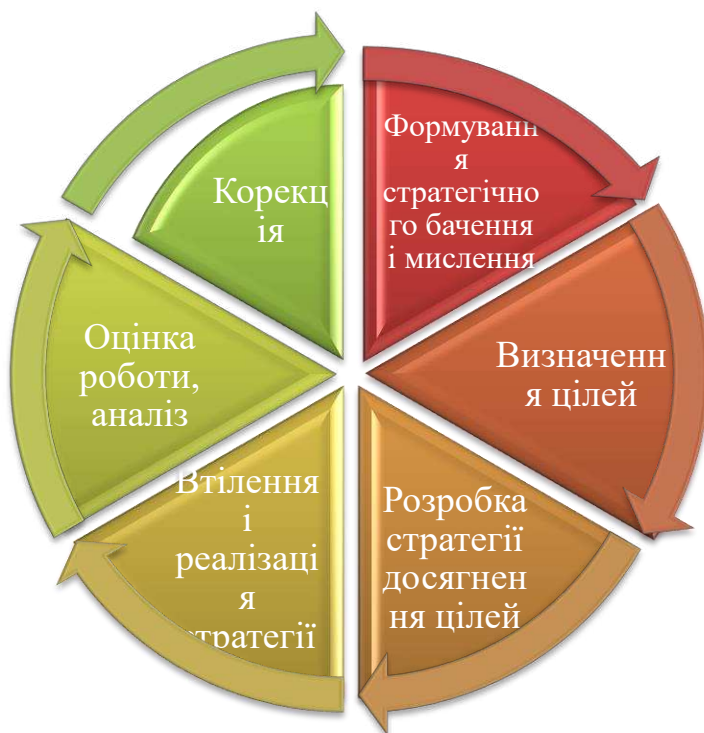 Формуванн
я
стратегічно
го бачення
і мислення
Визначенн
я цілей
Розробка
стратегії
досягнен
ня цілей
Втілення
і
реалізаці
я
стратегії
Оцінка
роботи,
аналіз
Корекц
ія